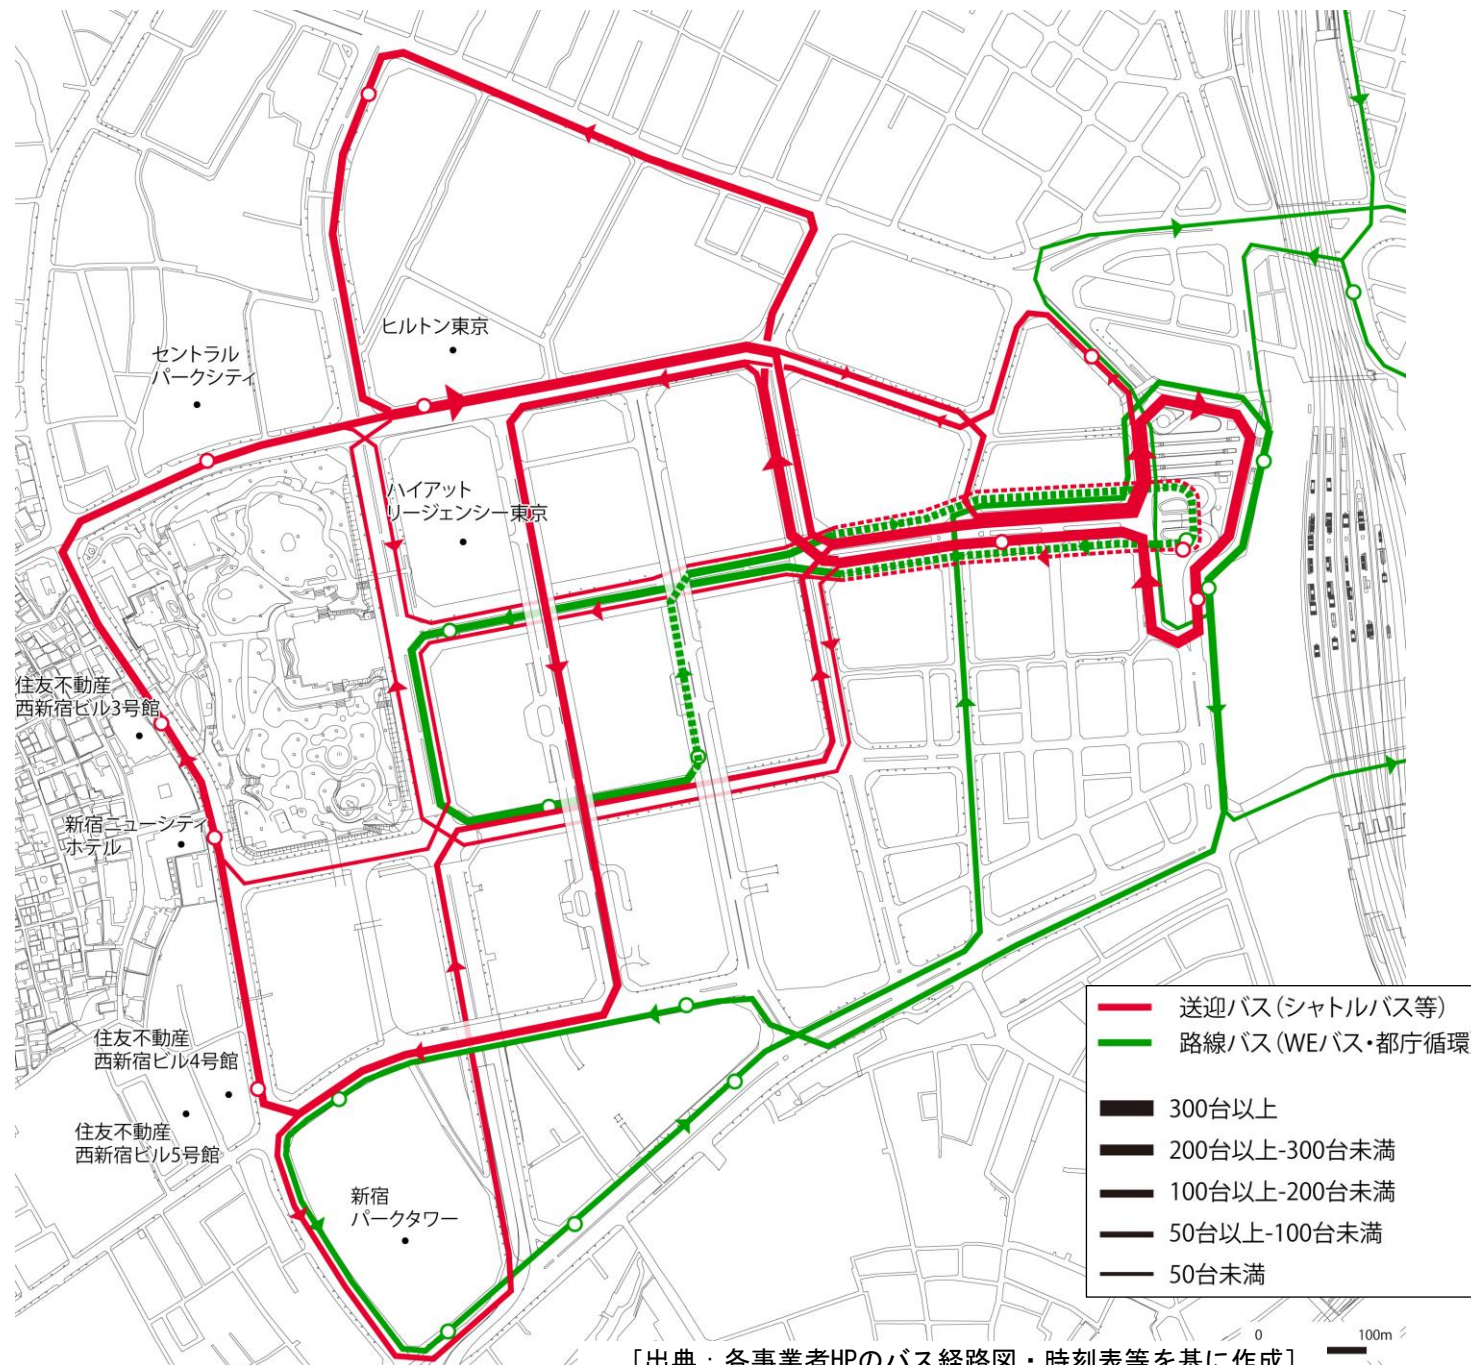 ヒルトン東京
セントラル
パークシティ
ハイアット
リージェンシー東京
住友不動産
西新宿ビル3号館
新宿ニューシティ
ホテル
住友不動産
西新宿ビル4号館
住友不動産
西新宿ビル5号館
新宿
パークタワー
送迎バス(シャトルバス等)
路線バス(WEバス・都庁循環
300台以上
200台以上-300台未満
100台以上-200台未満
50台以上-100台未満
50台未満
0 100m
[出典：各事業者HPのバス経路図・時刻表等を基に作成]